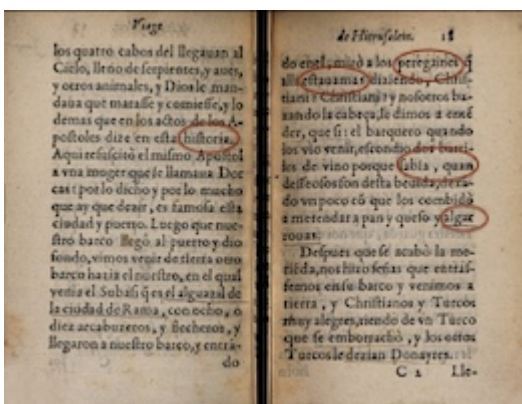 Viage
los quatro cabos del llegauan al
Cielo, lleno de serpientes, y aues,
y otros animales, y Dios le man-
daua que matasse y comiesse, y lo
demas que en los actos de los A-
postoles dize en esta historia.
Aqui resuscitó el mismo Apostol
a vna muger que se llamaua Dor
cas: por lo dicho y por lo mucho
que ay que dezir, es famosa esta
ciudad y puerto. Luego que nue-
stro barco llegò al puerto y dio
fondo, vimos venir de tierra otro
barco hazia el nuestro, en el qual
venia el Subasi q̃ es el alguazil de
la ciudad de Rama, con ocho, o
diez arcabuzeros, y flecheros, y
llegaron a nuestro barco, y entrã-
do
de Hierusalem. 18
do en el, mirò a los peregrinos q̃
alli estauamos diziendo, Chris-
tiani Christiani? y nosotros ba-
xando la cabeça, le dimos a entẽ
der, que si: el barquero quando
los vio venir, escondio dos barri-
les de vino porque sabia, quan
desseosos son desta beuida,
do vn poco cõ que los combidò
a merendar a pan y queso y algue
Despues que se acabò la me-
riẽda, nos hizo señas que entras-
semos en su barco y venimos a
tierra, y Christianos y Turcos
muy alegres, riendo de vn Turco
que se emborrachò, y los otros
Turcos le dezian Donayres.
C 2 Lle-